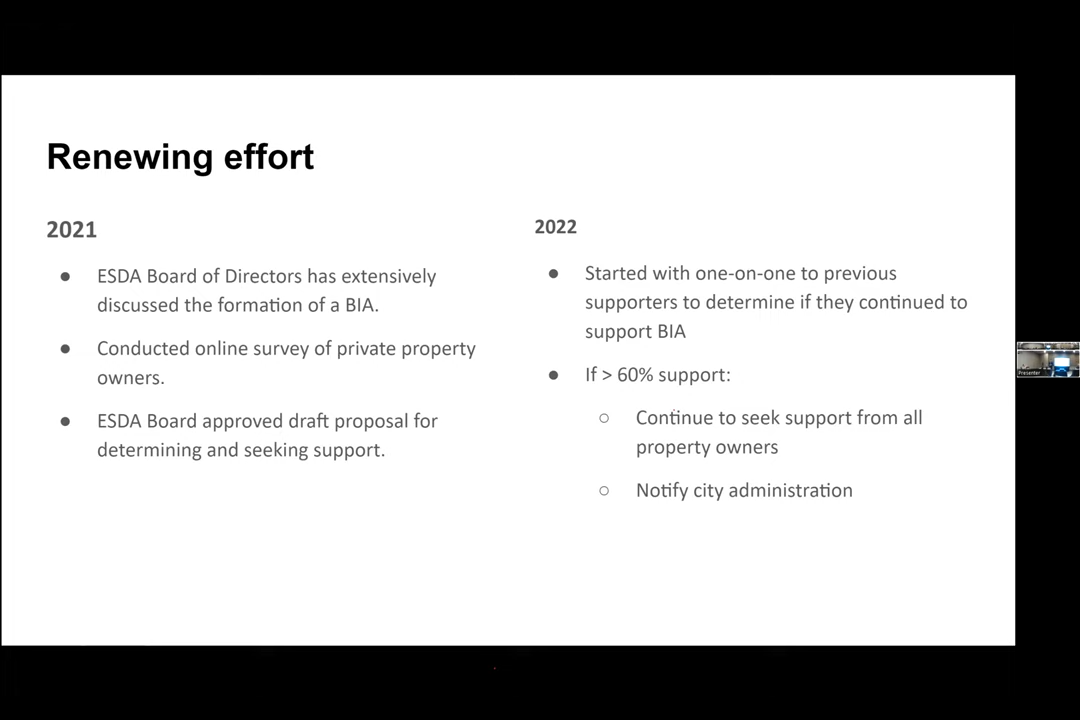 Renewing effort
2021
● ESDA Board of Directors has extensively
discussed the formation of a BIA.
● Conducted online survey of private property
owners.
● ESDA Board approved draft proposal for
determining and seeking support.
2022
● Started with one-on-one to previous
supporters to determine if they continued to
support BIA
● If > 60% support:
○ Continue to seek support from all
property owners
○ Notify city administration
Presenter